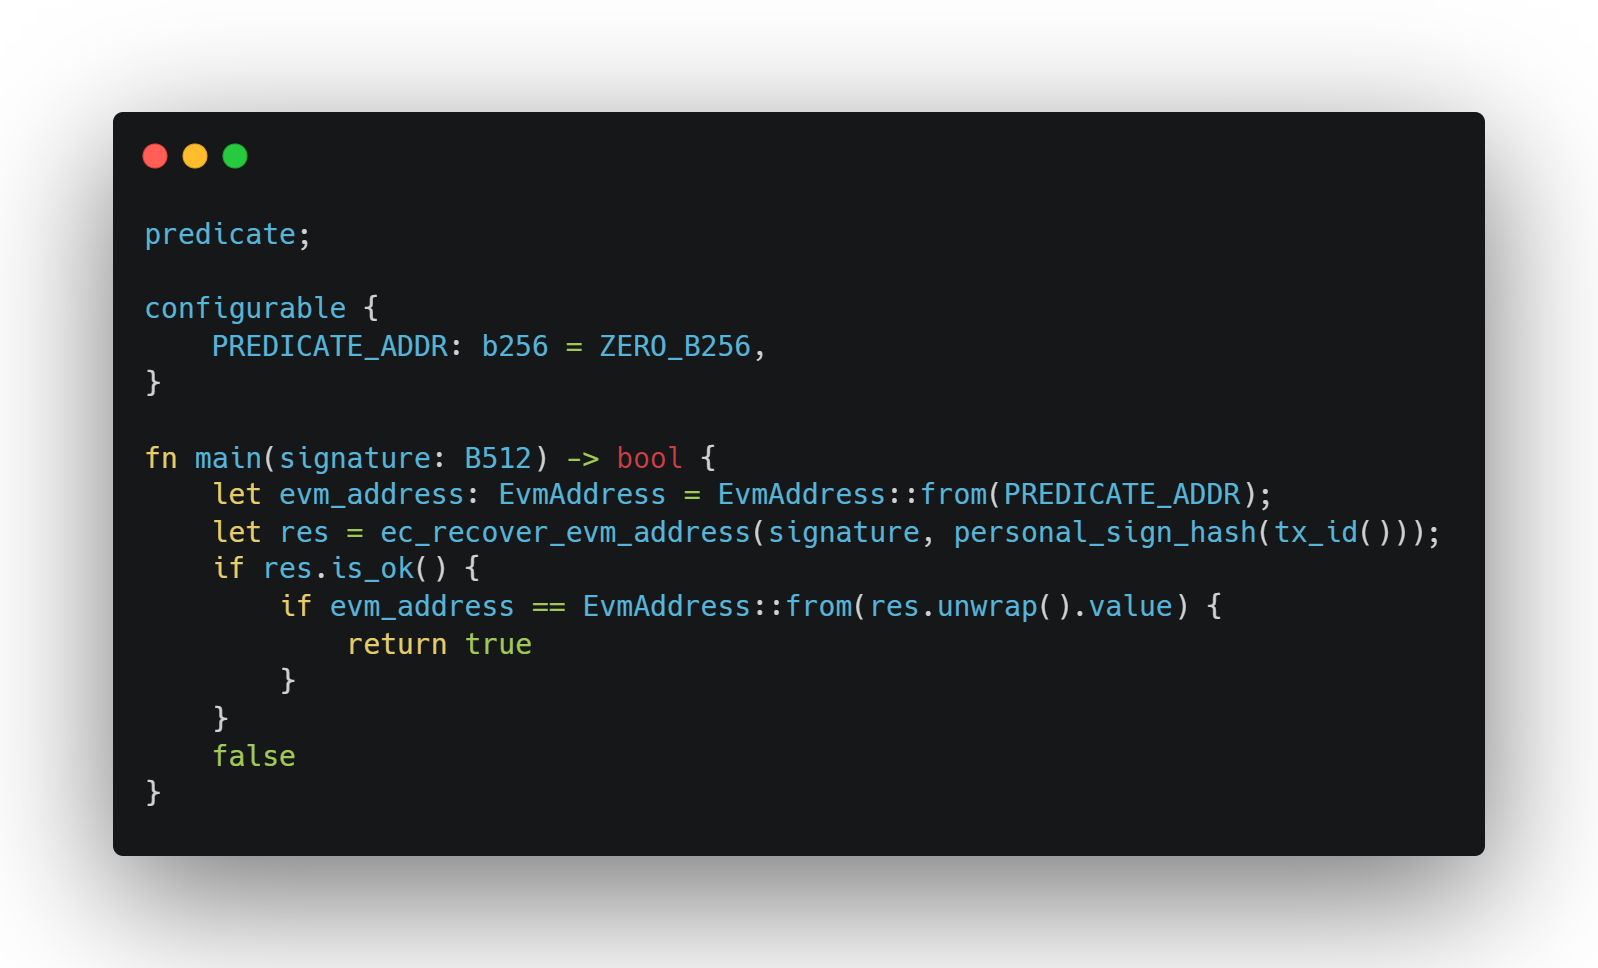 predicate;
configurable {
    PREDICATE_ADDR: b256 = ZERO_B256,
}
fn main(signature: B512) -> bool {
    let evm_address: EvmAddress = EvmAddress::from(PREDICATE_ADDR);
    let res = ec_recover_evm_address(signature, personal_sign_hash(tx_id()));
    if res.is_ok() {
        if evm_address == EvmAddress::from(res.unwrap().value) {
            return true
        }
    }
    false
}